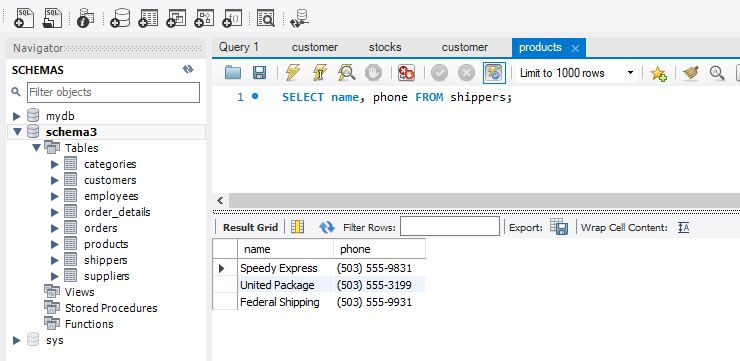 Navigator
SCHEMAS
Filter objects
mydb
schema3
Tables
categories
customers
employees
order_details
orders
products
shippers
suppliers
Views
Stored Procedures
Functions
sys
Query 1 customer stocks customer products
Limit to 1000 rows
1 SELECT name, phone FROM shippers;
Result Grid Filter Rows: Export: Wrap Cell Content:
name phone
Speedy Express (503) 555-9831
United Package (503) 555-3199
Federal Shipping (503) 555-9931